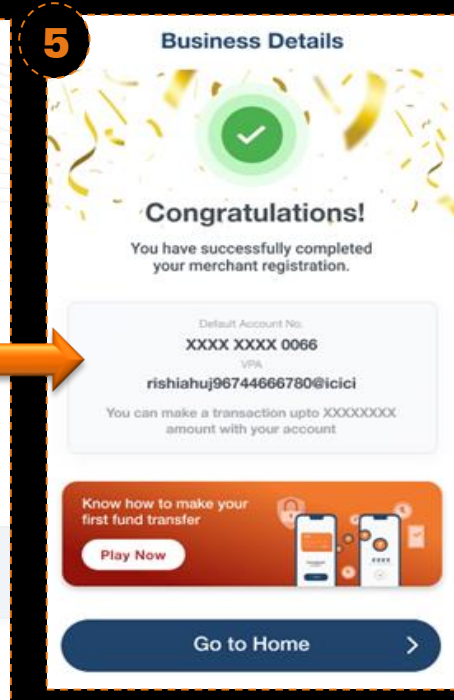 5
Business Details
Congratulations!
You have successfully completed
your merchant registration.
Default Account No.
XXXX XXXX 0066
VPA
rishiahuj96744666780@icici
You can make a transaction upto XXXXXXXX
amount with your account
Know how to make your
first fund transfer
Play Now
Go to Home